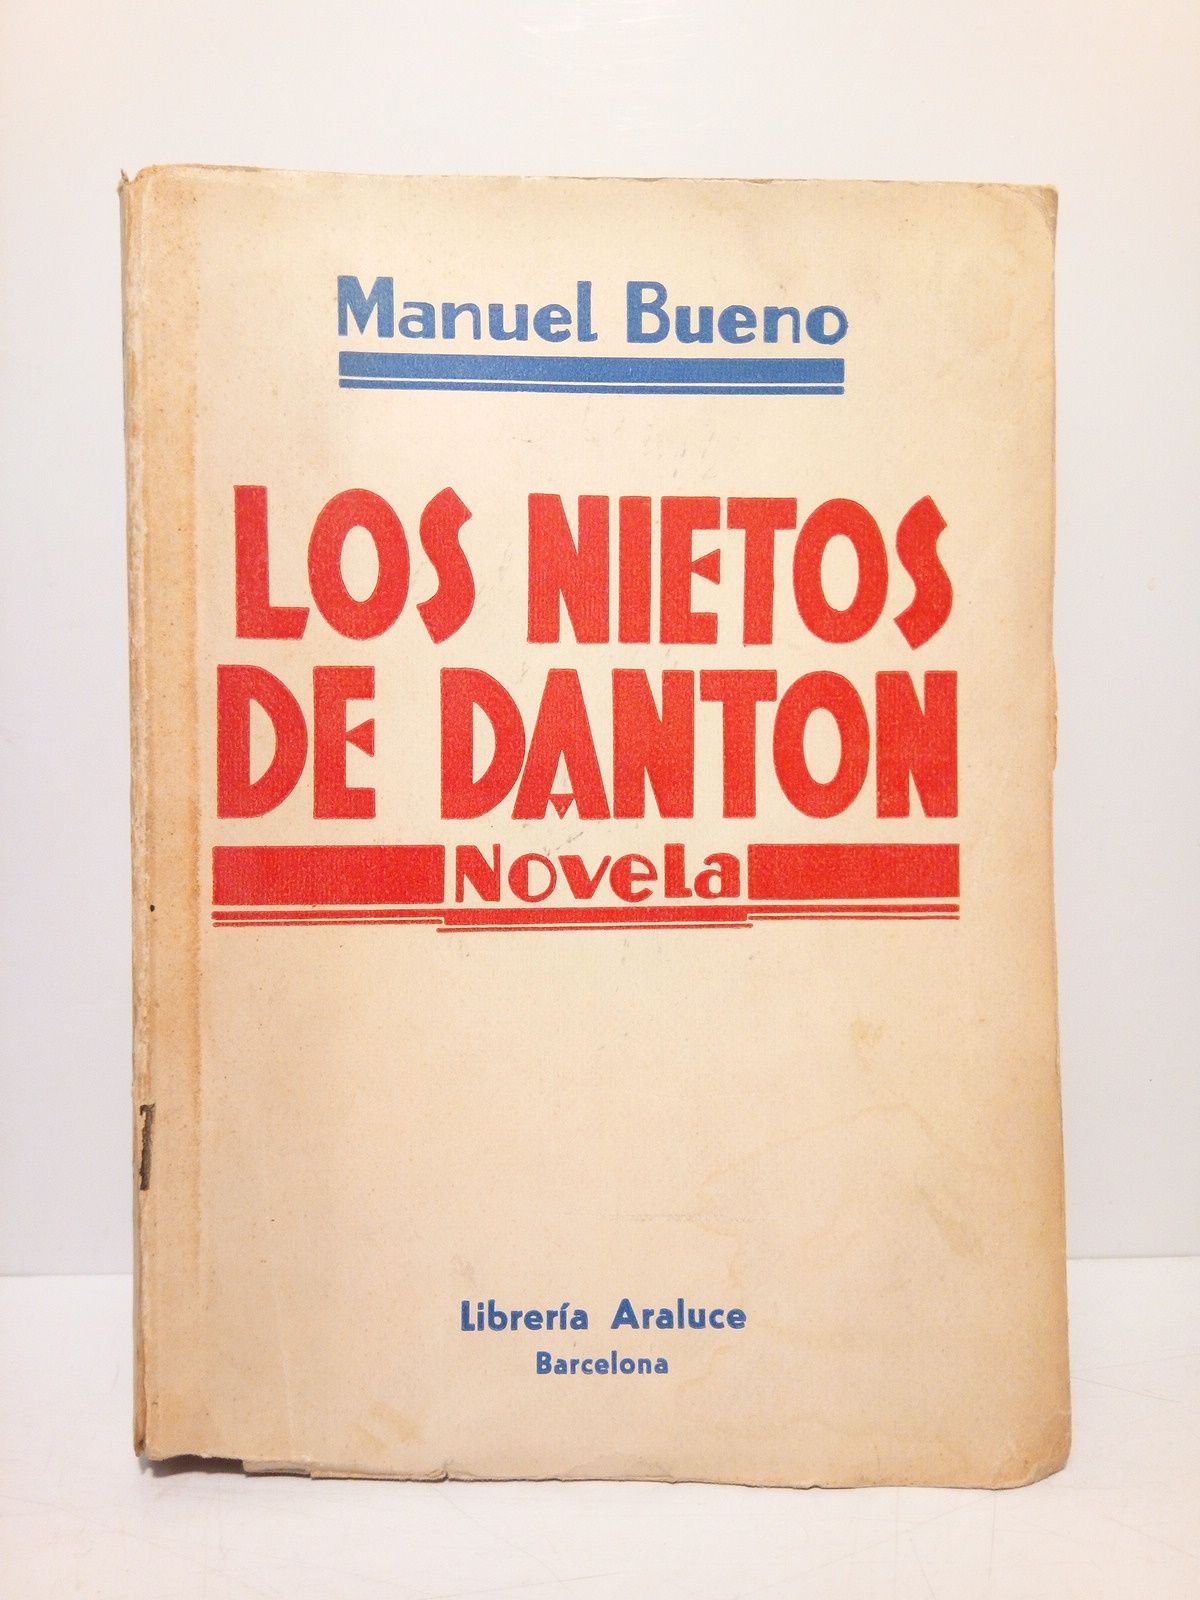 Manuel Bueno
LOS NIETOS
DE DANTON
Novela
Librería Araluce
Barcelona